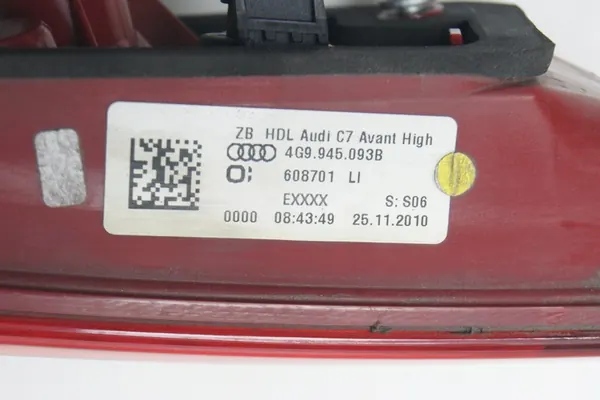 ZB HDL Audi C7 Avant High
4G9.945.093B
608701 LI
EXXXX S: S06
0000 08:43:49 25.11.2010